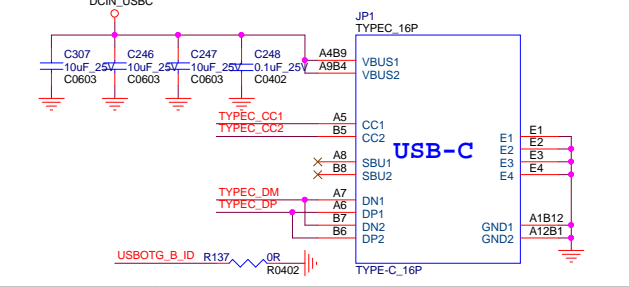 DCIN_USBC
JP1
TYPEC_16P
C307
10uF_25V
C0603
C246
10uF_25V
C0603
C247
10uF_25V
C0603
C248
0.1uF_25V
C0402
A4B9
VBUS1
A9B4
VBUS2
TYPEC_CC1
A5
CC1
TYPEC_CC2
B5
CC2
USB-C
A8
SBU1
B8
SBU2
E1
E1
E2
E2
E3
E3
E4
E4
TYPEC_DM
A7
DN1
TYPEC_DP
A6
DP1
B7
DN2
B6
DP2
GND1
A1B12
GND2
A12B1
USBOTG_B_ID
R137
0R
R0402
TYPE-C_16P